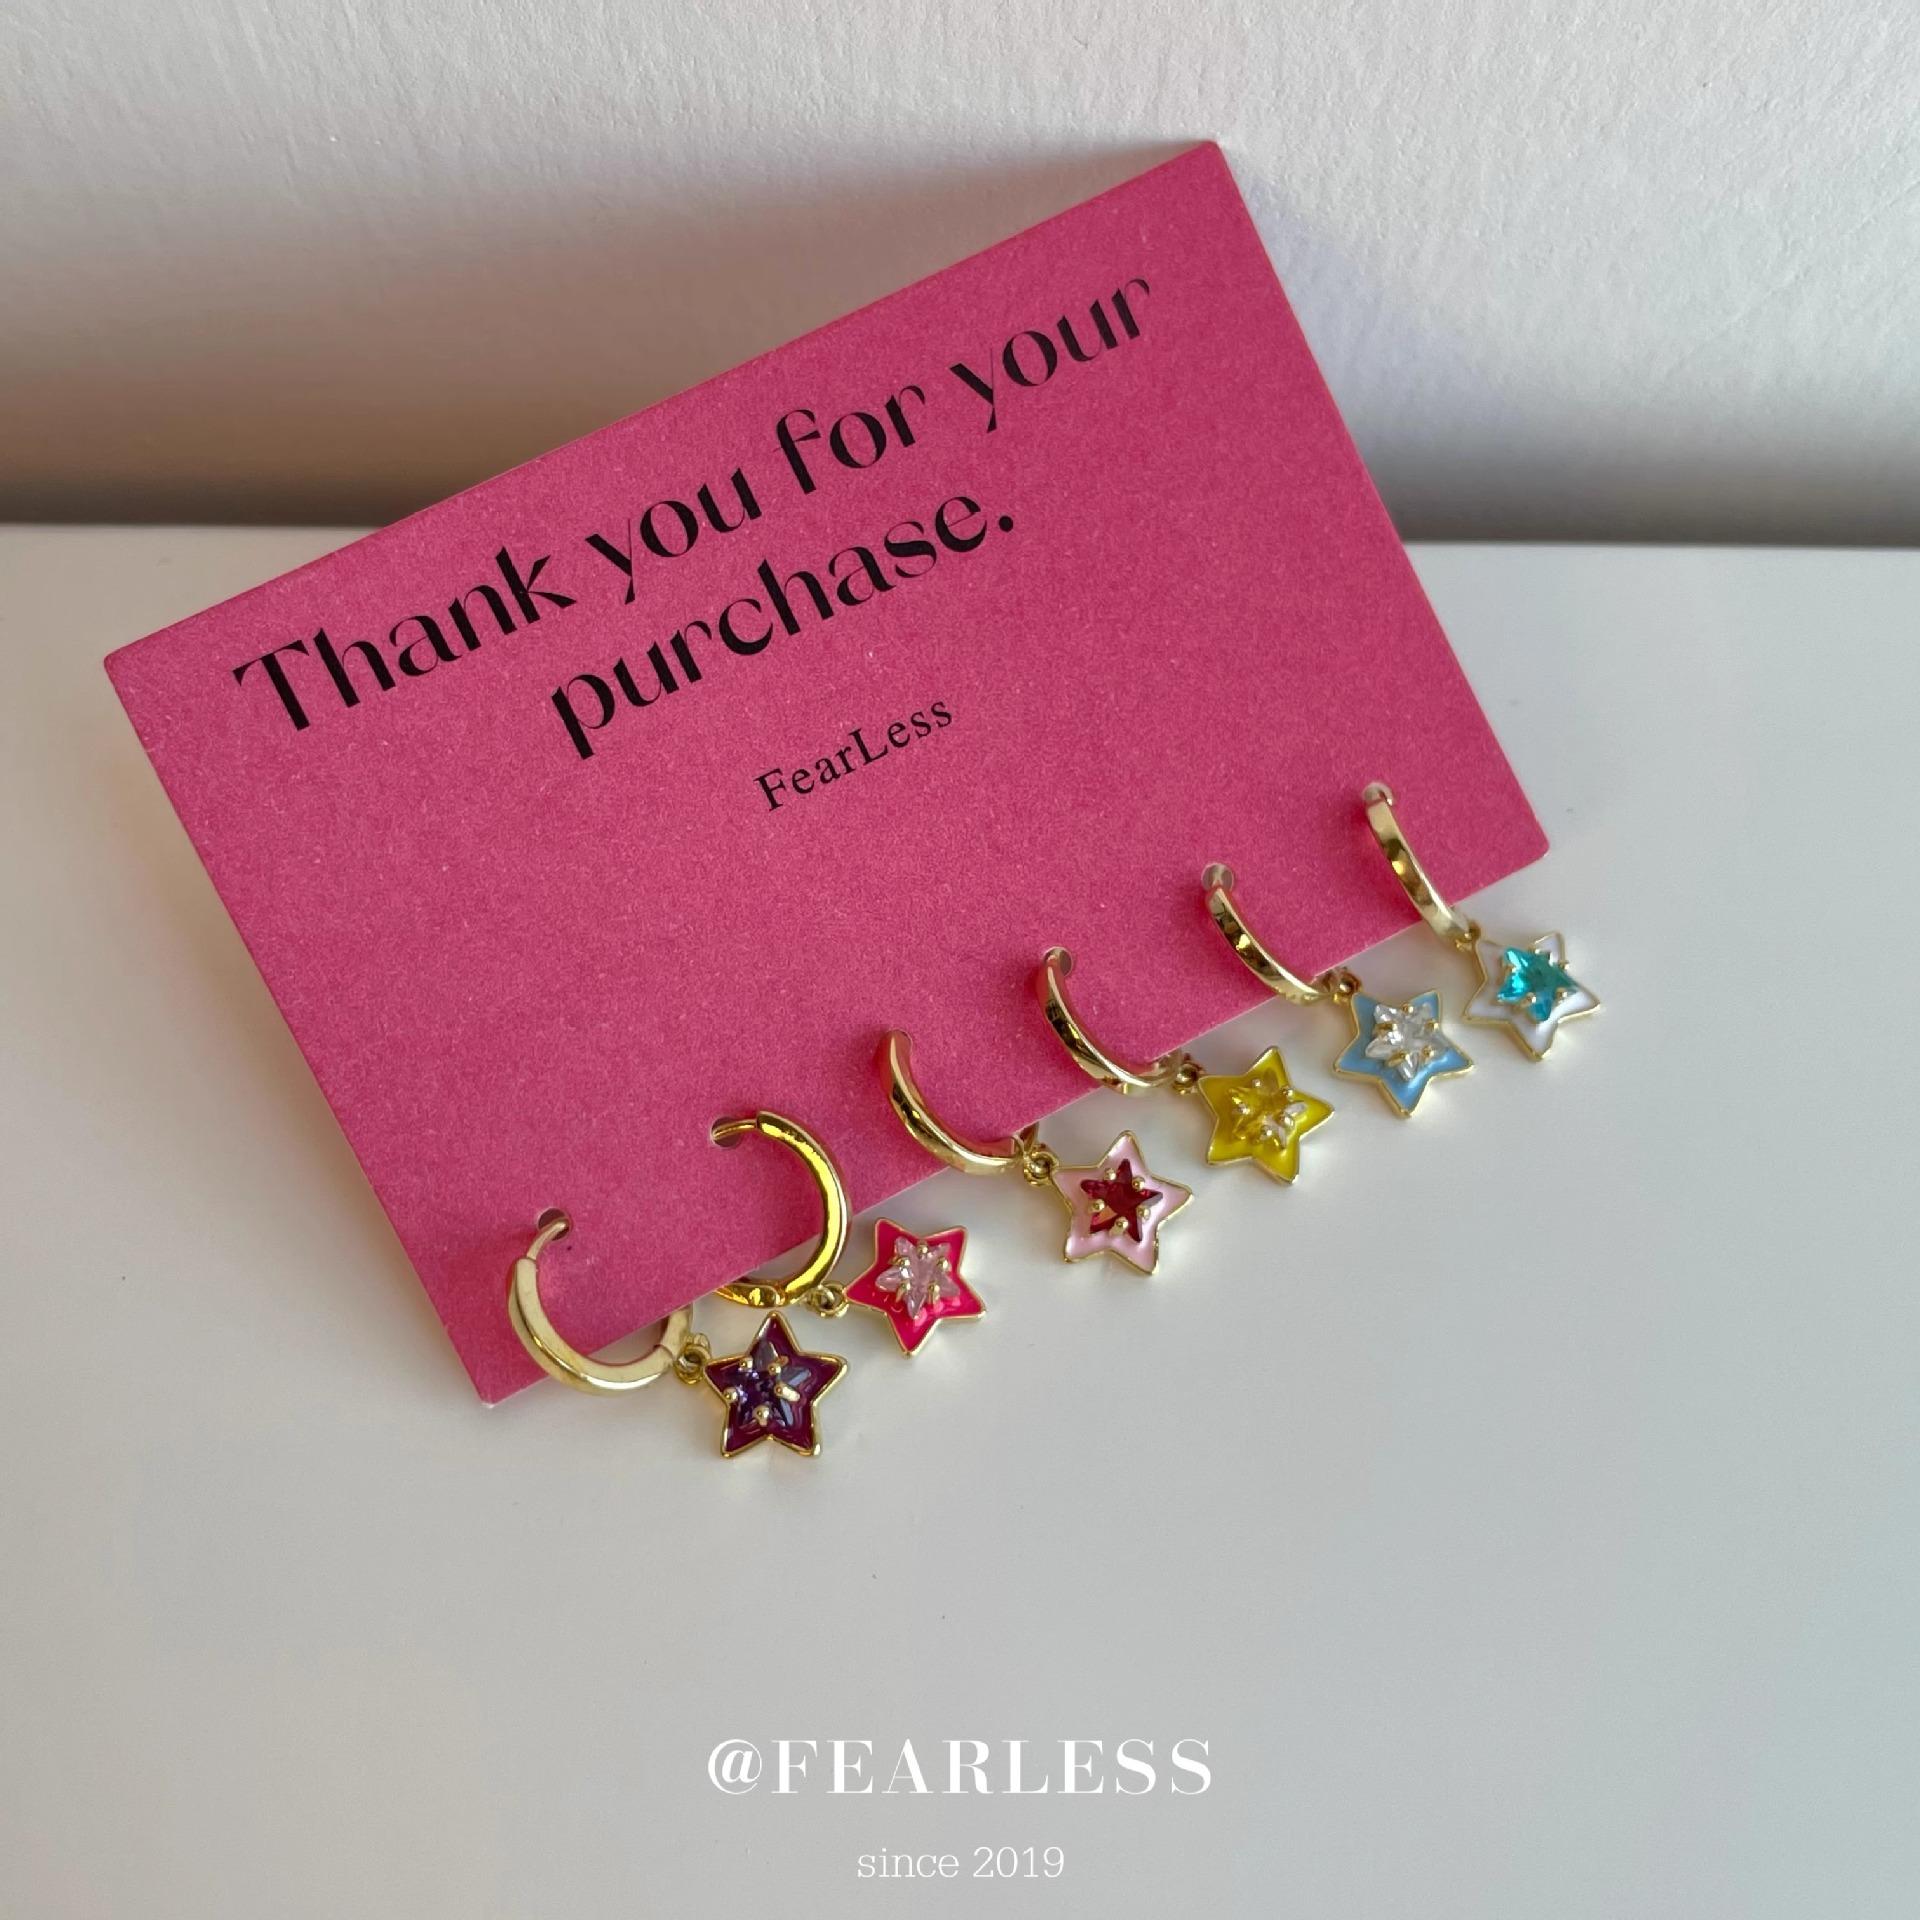 Thank you for your
purchase.
FearLess
@FEARLESS
since 2019